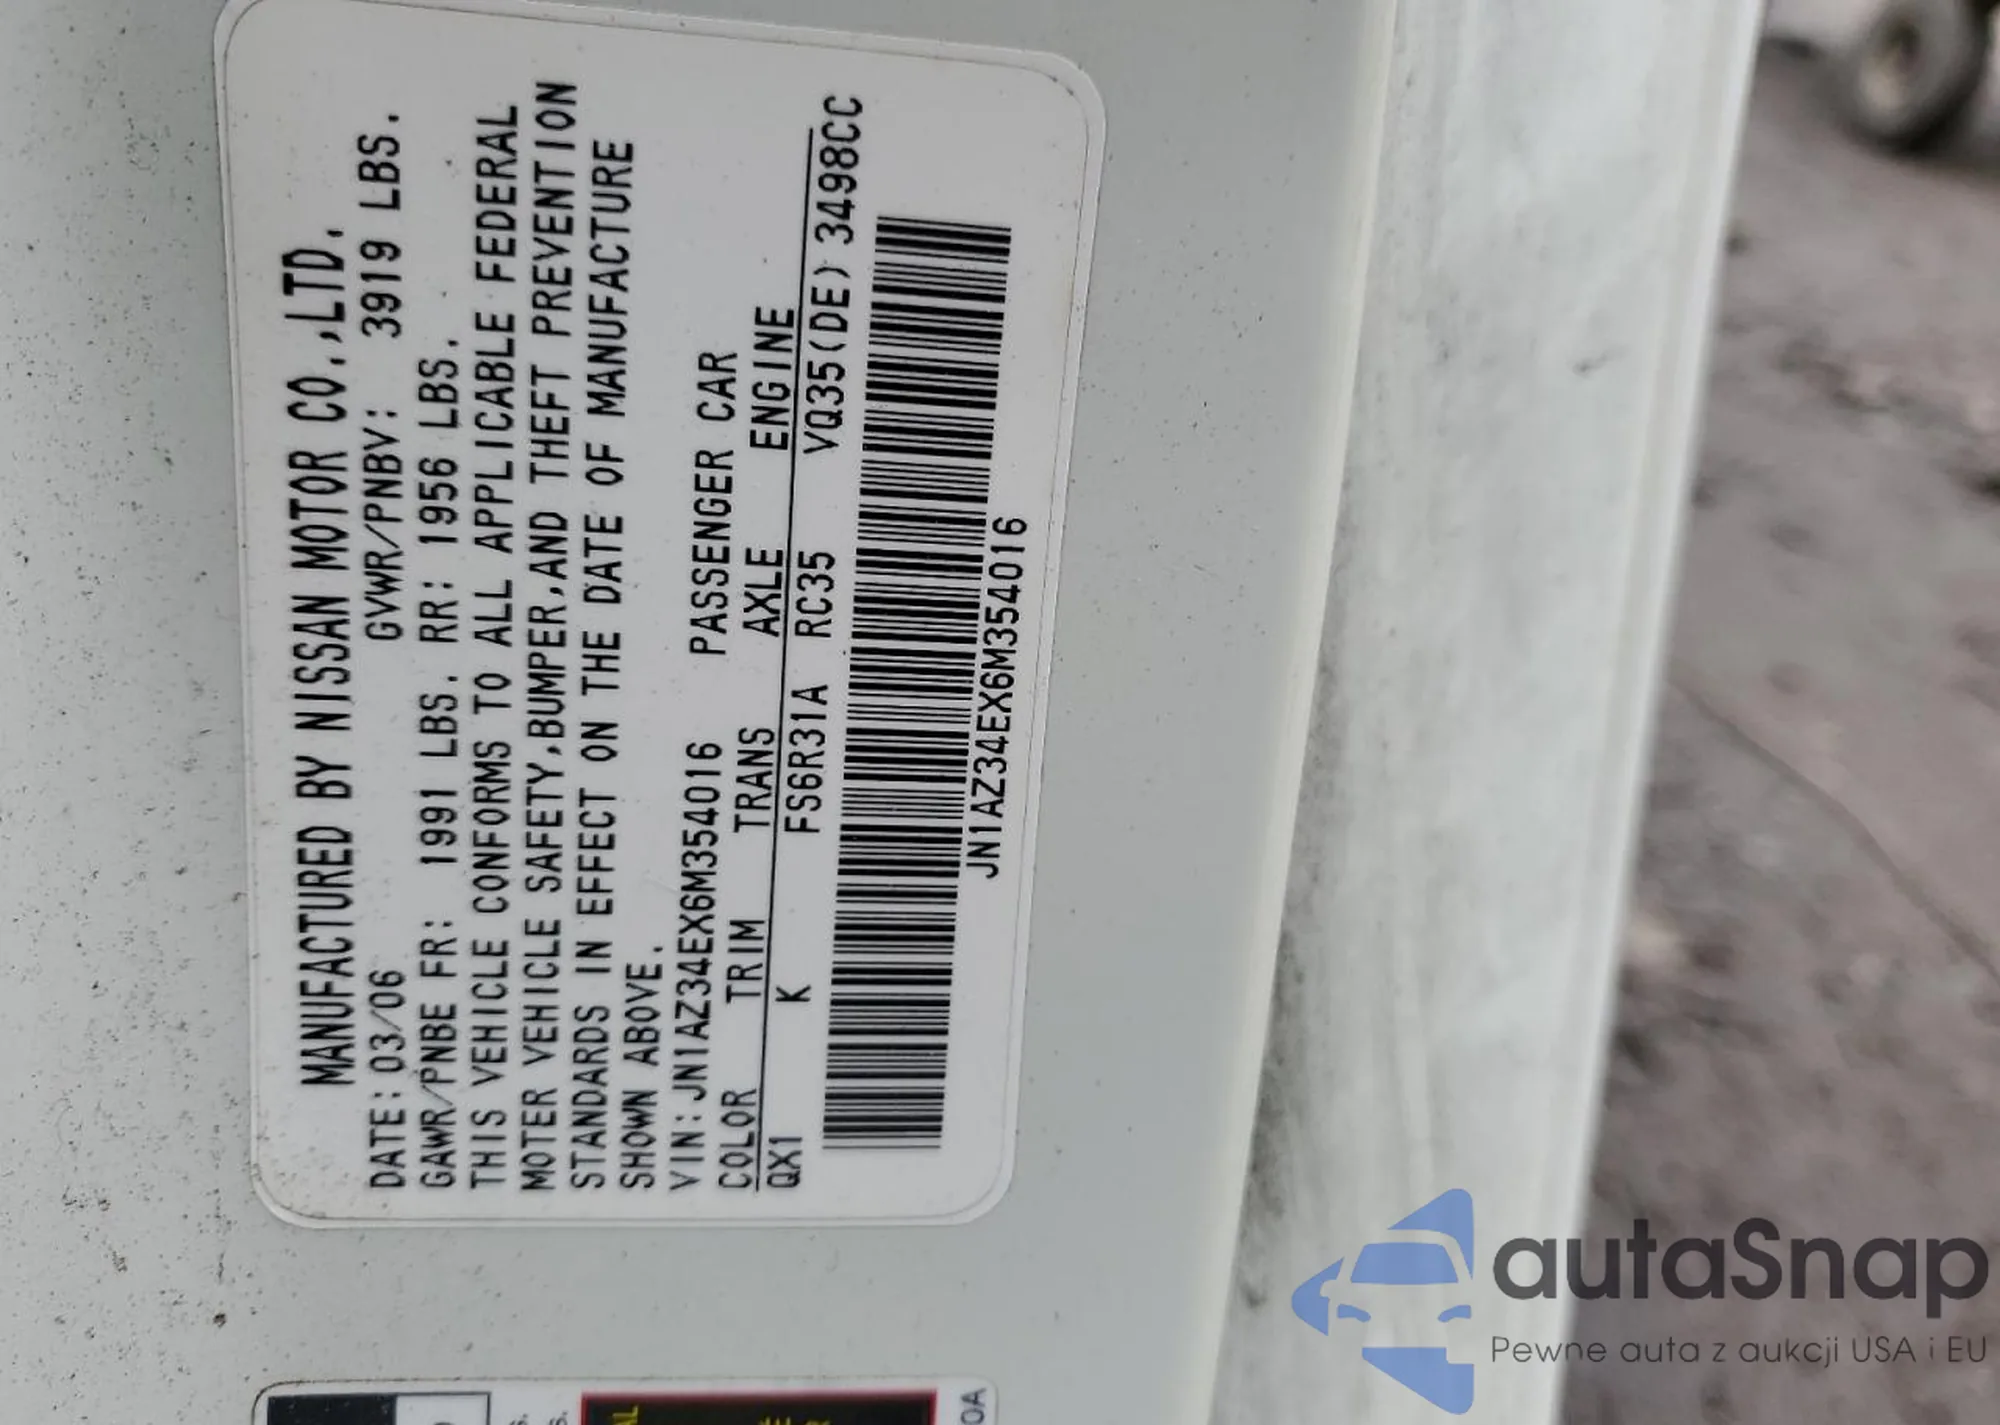 MANUFACTURED BY NISSAN MOTOR CO.,LTD.
DATE: 03/06 GVWR/PNBV: 3919 LBS.
GAWR/PNBE FR: 1991 LBS. RR: 1956 LBS.
THIS VEHICLE CONFORMS TO ALL APPLICABLE FEDERAL
MOTER VEHICLE SAFETY,BUMPER,AND THEFT PREVENTION
STANDARDS IN EFFECT ON THE DATE OF MANUFACTURE
SHOWN ABOVE.
VIN:JN1AZ34EX6M354016 PASSENGER CAR
COLOR TRIM TRANS AXLE ENGINE
QX1 K FS6R31A RC35 VQ35(DE) 3498CC
JN1AZ34EX6M354016
autaSnap
Pewne auta z aukcji USA i EU